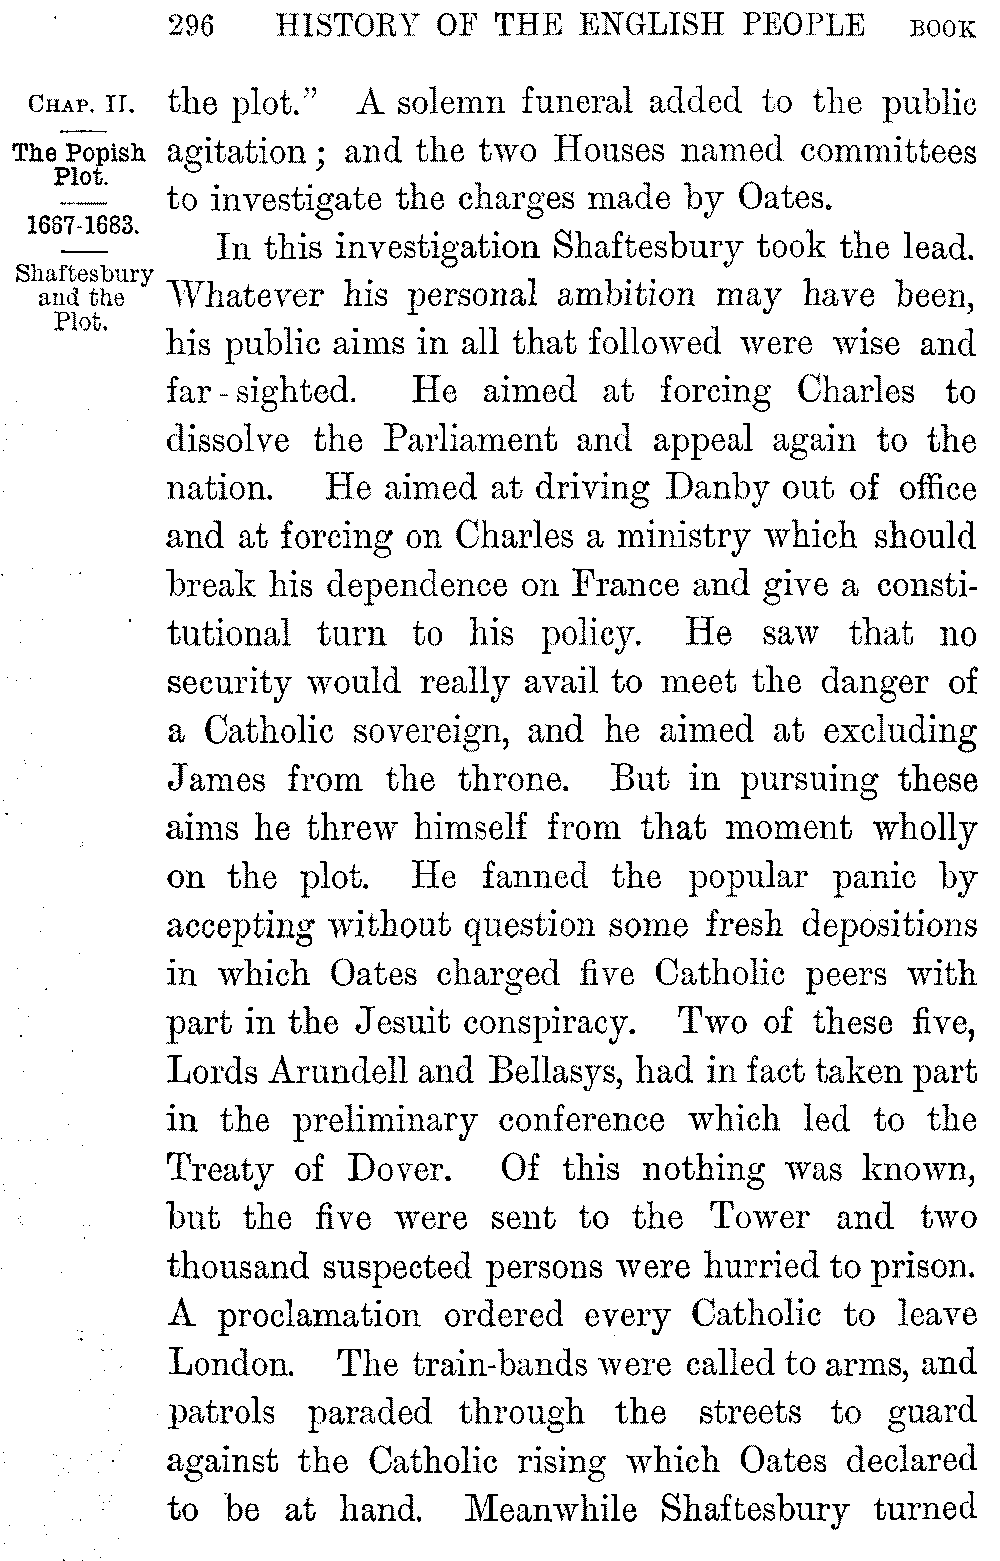 296 HISTORY OF THE ENGLISH PEOPLE BOOK
CHAP. II.
The Popish
Plot.
1667-1683.
Shaftesbury
and the
Plot.
the plot.” A solemn funeral added to the public
agitation; and the two Houses named committees
to investigate the charges made by Oates.
In this investigation Shaftesbury took the lead.
Whatever his personal ambition may have been,
his public aims in all that followed were wise and
far-sighted. He aimed at forcing Charles to
dissolve the Parliament and appeal again to the
nation. He aimed at driving Danby out of office
and at forcing on Charles a ministry which should
break his dependence on France and give a consti-
tutional turn to his policy. He saw that no
security would really avail to meet the danger of
a Catholic sovereign, and he aimed at excluding
James from the throne. But in pursuing these
aims he threw himself from that moment wholly
on the plot. He fanned the popular panic by
accepting without question some fresh depositions
in which Oates charged five Catholic peers with
part in the Jesuit conspiracy. Two of these five,
Lords Arundell and Bellasys, had in fact taken part
in the preliminary conference which led to the
Treaty of Dover. Of this nothing was known,
but the five were sent to the Tower and two
thousand suspected persons were hurried to prison.
A proclamation ordered every Catholic to leave
London. The train-bands were called to arms, and
patrols paraded through the streets to guard
against the Catholic rising which Oates declared
to be at hand. Meanwhile Shaftesbury turned